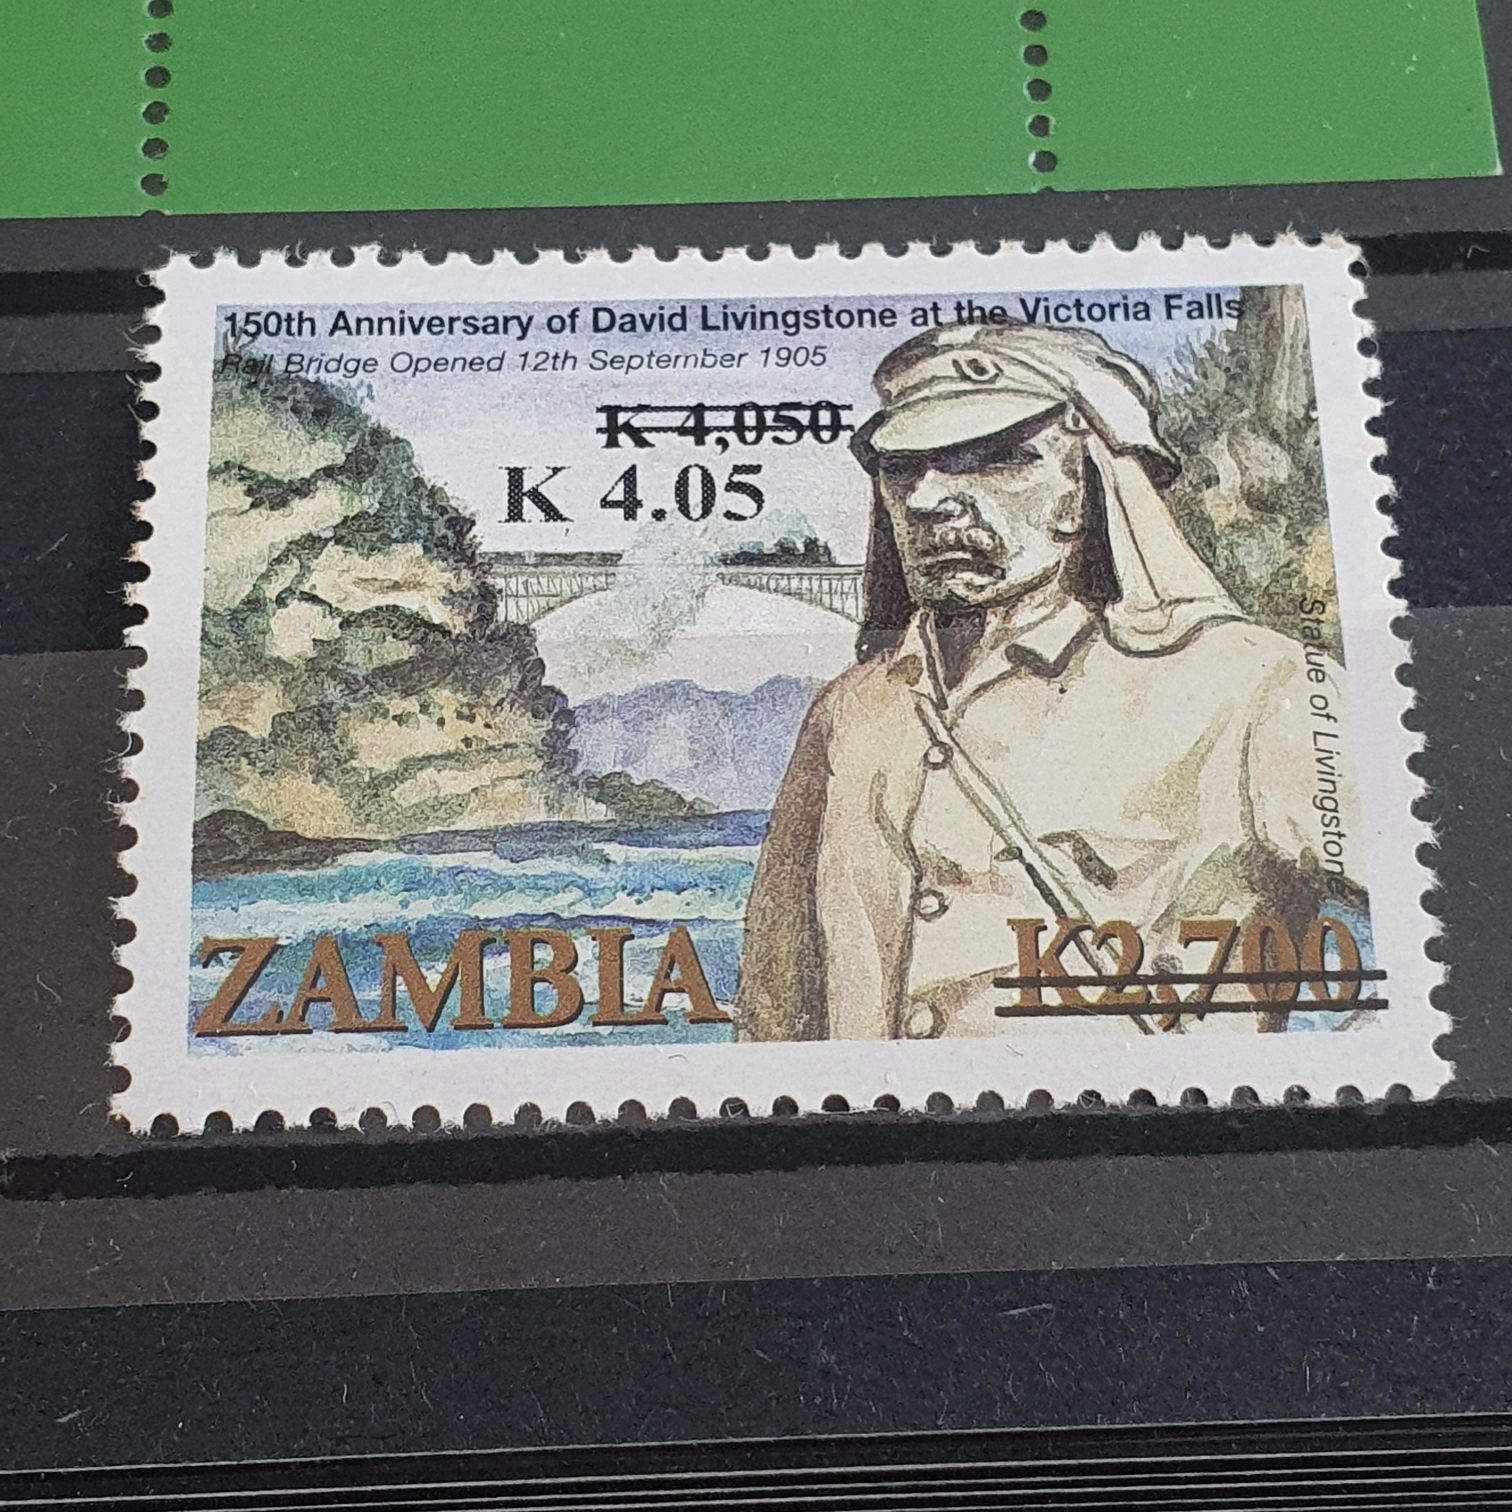 150th Anniversary of David Livingstone at the Victoria Falls
Rail Bridge Opened 12th September 1905
K 4,050
K 4.05
Statue of Livingstone
ZAMBIA
K2,700